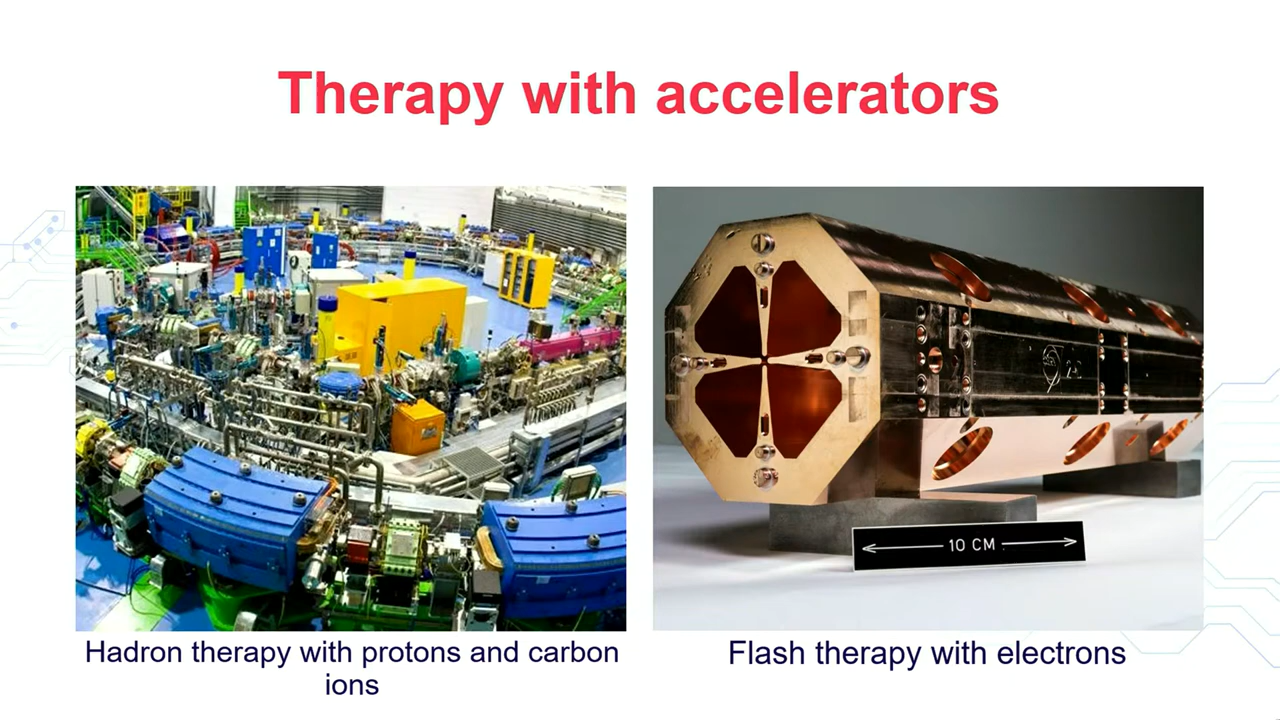 Therapy with accelerators
10 CM
Hadron therapy with protons and carbon
ions
Flash therapy with electrons